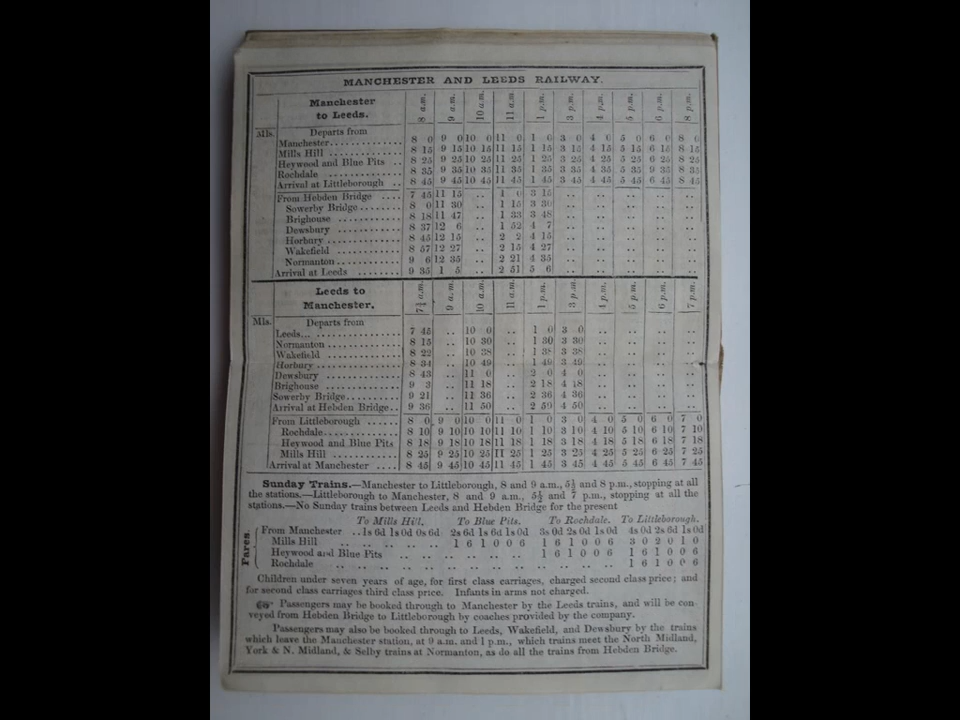 MANCHESTER AND LEEDS RAILWAY.
Manchester to Leeds. 8 a.m. 9 a.m. 10 a.m. 11 a.m. 1 p.m. 3 p.m. 4 p.m. 5 p.m. 6 p.m. 8 p.m.
Mls. Departs from
Manchester 8 0 9 0 10 0 11 0 1 0 3 0 4 0 5 0 6 0 8 0
Mills Hill 8 15 9 15 10 15 11 15 1 15 3 15 4 15 5 15 6 15 8 15
Heywood and Blue Pits .. 8 25 9 25 10 25 11 25 1 25 3 25 4 25 5 25 6 25 8 25
Rochdale 8 35 9 35 10 35 11 35 1 35 3 35 4 35 5 35 9 35 8 35
Arrival at Littleborough .. 8 45 9 45 10 45 11 45 1 45 3 45 4 45 5 45 6 45 8 45
From Hebden Bridge 7 45 11 15 .. 1 0 3 15 .. .. .. .. ..
Sowerby Bridge 8 0 11 30 .. 1 15 3 30 .. .. .. .. ..
Brighouse 8 18 11 47 .. 1 33 3 48 .. .. .. .. ..
Dewsbury 8 37 12 6 .. 1 52 4 7 .. .. .. .. ..
Horbury 8 45 12 15 .. 2 2 4 15 .. .. .. .. ..
Wakefield 8 57 12 27 .. 2 15 4 27 .. .. .. .. ..
Normanton 9 6 12 35 .. 2 21 4 35 .. .. .. .. ..
Arrival at Leeds 9 35 1 5 .. 2 51 5 6 .. .. .. .. ..
Leeds to Manchester. 7¾ a.m. 9 a.m. 10 a.m. 11 a.m. 1 p.m. 3 p.m. 4 p.m. 5 p.m. 6 p.m. 7 p.m.
Mls. Departs from
Leeds 7 45 .. 10 0 .. 1 0 3 0 .. .. .. ..
Normanton 8 15 .. 10 30 .. 1 30 3 30 .. .. .. ..
Wakefield 8 22 .. 10 38 .. 1 38 3 38 .. .. .. ..
Horbury 8 34 .. 10 49 .. 1 49 3 49 .. .. .. ..
Dewsbury 8 43 .. 11 0 .. 2 0 4 0 .. .. .. ..
Brighouse 9 3 .. 11 18 .. 2 18 4 18 .. .. .. ..
Sowerby Bridge 9 21 .. 11 36 .. 2 36 4 36 .. .. .. ..
Arrival at Hebden Bridge .. 9 36 .. 11 50 .. 2 50 4 50 .. .. .. ..
From Littleborough 8 0 9 0 10 0 11 0 1 0 3 0 4 0 5 0 6 0 7 0
Rochdale 8 10 9 10 10 10 11 10 1 10 3 10 4 10 5 10 6 10 7 10
Heywood and Blue Pits 8 18 9 18 10 18 11 18 1 18 3 18 4 18 5 18 6 18 7 18
Mills Hill 8 25 9 25 10 25 11 25 1 25 3 25 4 25 5 25 6 25 7 25
Arrival at Manchester 8 45 9 45 10 45 11 45 1 45 3 45 4 45 5 45 6 45 7 45
Sunday Trains.—Manchester to Littleborough, 8 and 9 a.m., 5½ and 8 p.m., stopping at all
the stations.—Littleborough to Manchester, 8 and 9 a.m., 5½ and 7 p.m., stopping at all the
stations.—No Sunday trains between Leeds and Hebden Bridge for the present
Fares. To Mills Hill. To Blue Pits. To Rochdale. To Littleborough.
From Manchester .. 1s 6d 1s 0d 0s 6d 2s 6d 1s 6d 1s 0d 3s 0d 2s 0d 1s 0d 4s 0d 2s 6d 1s 0d
Mills Hill .. .. .. .. .. 1 6 1 0 0 6 1 6 1 0 0 6 3 0 2 0 1 0
Heywood and Blue Pits .. .. .. .. .. .. 1 6 1 0 0 6 1 6 1 0 0 6
Rochdale .. .. .. .. .. .. .. .. .. 1 6 1 0 0 6
Children under seven years of age, for first class carriages, charged second class price; and
for second class carriages third class price. Infants in arms not charged.
☞ Passengers may be booked through to Manchester by the Leeds trains, and will be con-
veyed from Hebden Bridge to Littleborough by coaches provided by the company.
Passengers may also be booked through to Leeds, Wakefield, and Dewsbury by the trains
which leave the Manchester station, at 9 a.m. and 1 p.m., which trains meet the North Midland,
York & N. Midland, & Selby trains at Normanton, as do all the trains from Hebden Bridge.